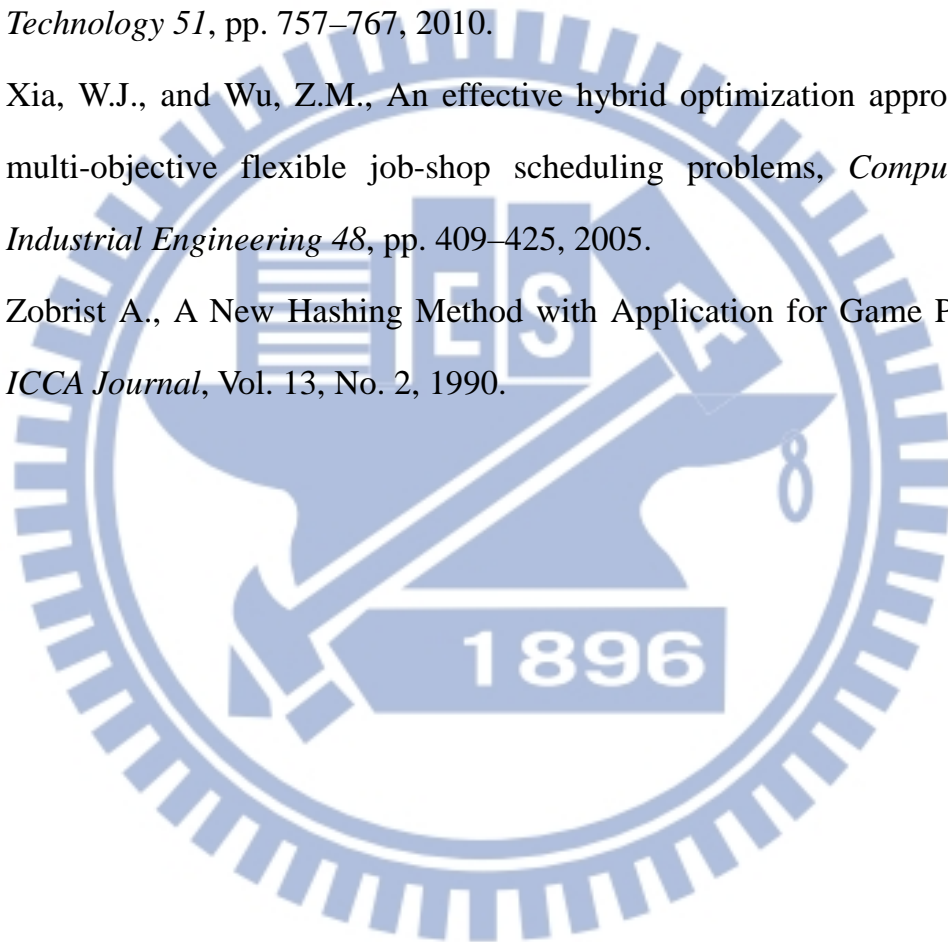 Technology 51, pp. 757–767, 2010.
Xia, W.J., and Wu, Z.M., An effective hybrid optimization appro
multi-objective flexible job-shop scheduling problems, Compu
Industrial Engineering 48, pp. 409–425, 2005.
Zobrist A., A New Hashing Method with Application for Game P
ICCA Journal, Vol. 13, No. 2, 1990.
E S A
8
1896